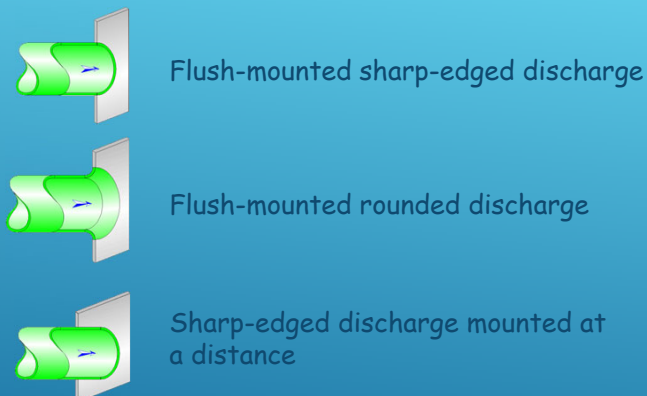 Flush-mounted sharp-edged discharge
Flush-mounted rounded discharge
Sharp-edged discharge mounted at
a distance